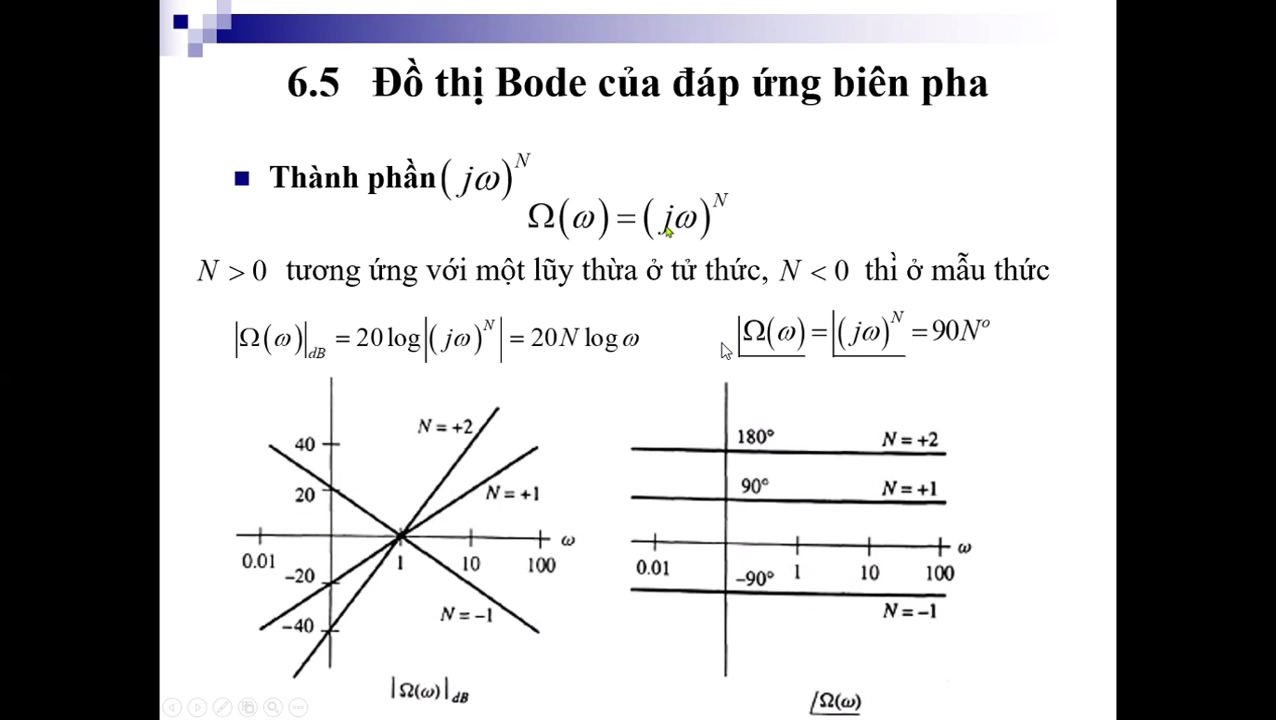 6.5 Đồ thị Bode của đáp ứng biên pha
Thành phần (jω)^N
Ω(ω) = (jω)^N
N > 0 tương ứng với một lũy thừa ở tử thức, N < 0 thì ở mẫu thức
|Ω(ω)|_dB = 20 log|(jω)^N| = 20N log ω
∠Ω(ω) = ∠(jω)^N = 90N°
N = +2
40
20
N = +1
ω
0.01
1
10
100
−20
N = −1
−40
|Ω(ω)|_dB
180°
N = +2
90°
N = +1
ω
0.01
−90°
1
10
100
N = −1
∠Ω(ω)